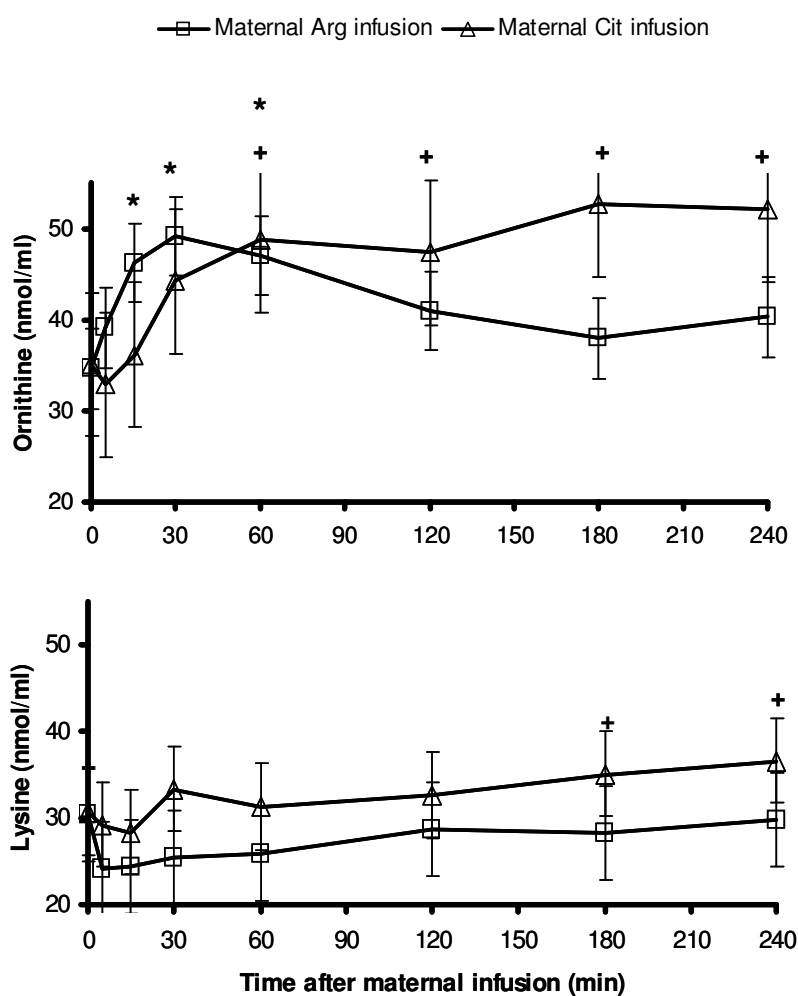 Maternal Arg infusion Maternal Cit infusion
*
* + + + +
*
50
40
30
20
Ornithine (nmol/ml)
0 30 60 90 120 150 180 210 240
50
40
30
20
Lysine (nmol/ml)
+ +
0 30 60 90 120 150 180 210 240
Time after maternal infusion (min)